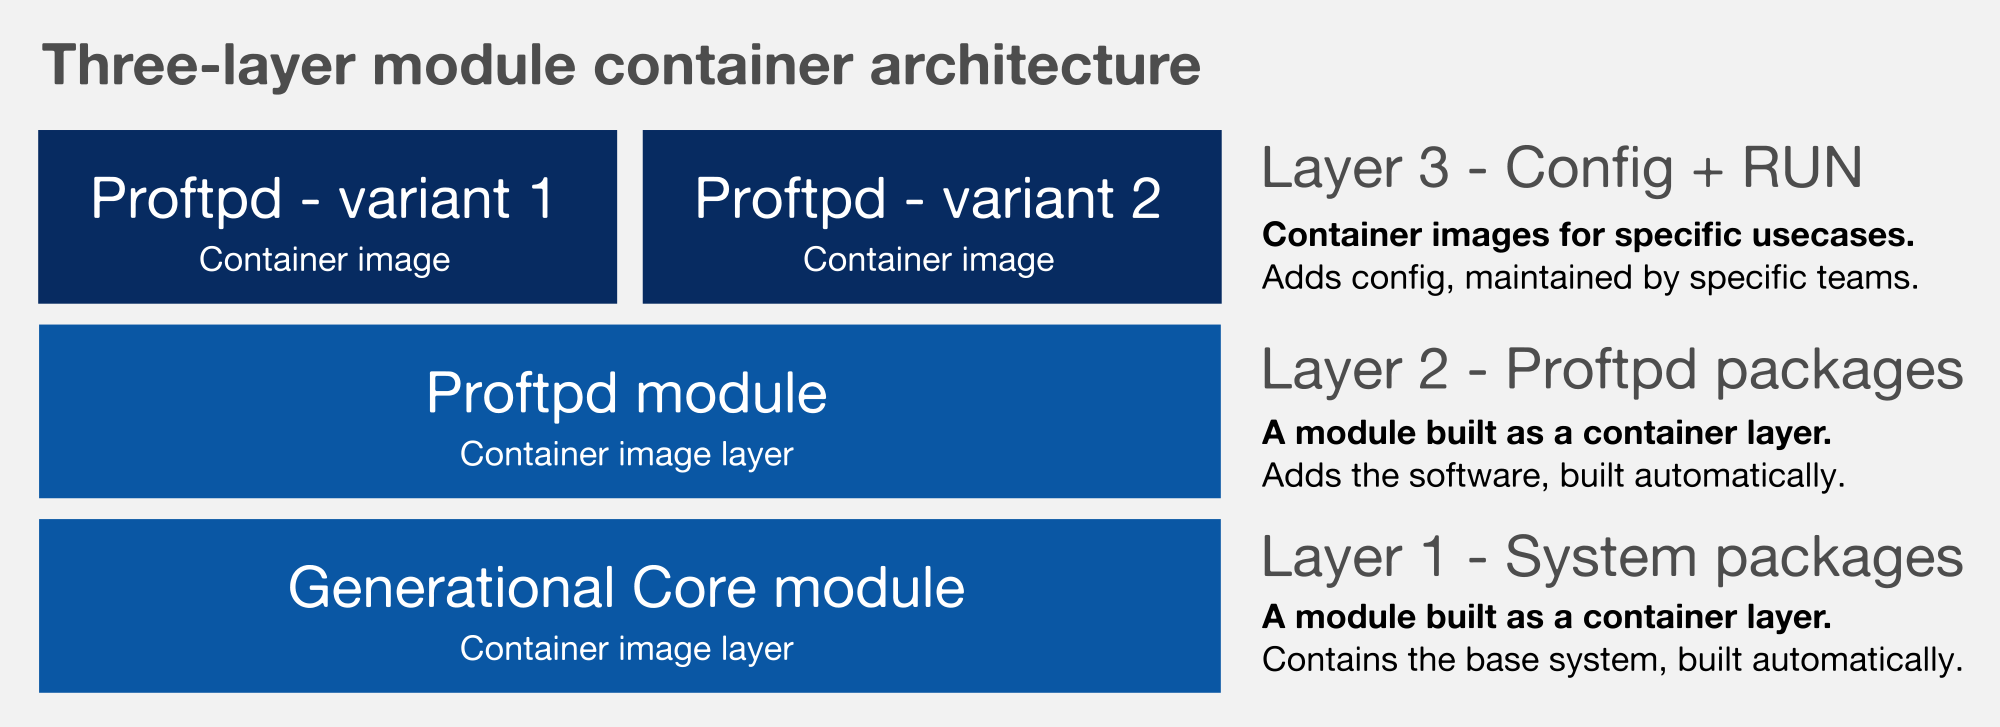 Three-layer module container architecture
Proftpd - variant 1
Container image
Proftpd - variant 2
Container image
Layer 3 - Config + RUN
Container images for specific usecases.
Adds config, maintained by specific teams.
Proftpd module
Container image layer
Layer 2 - Proftpd packages
A module built as a container layer.
Adds the software, built automatically.
Generational Core module
Container image layer
Layer 1 - System packages
A module built as a container layer.
Contains the base system, built automatically.